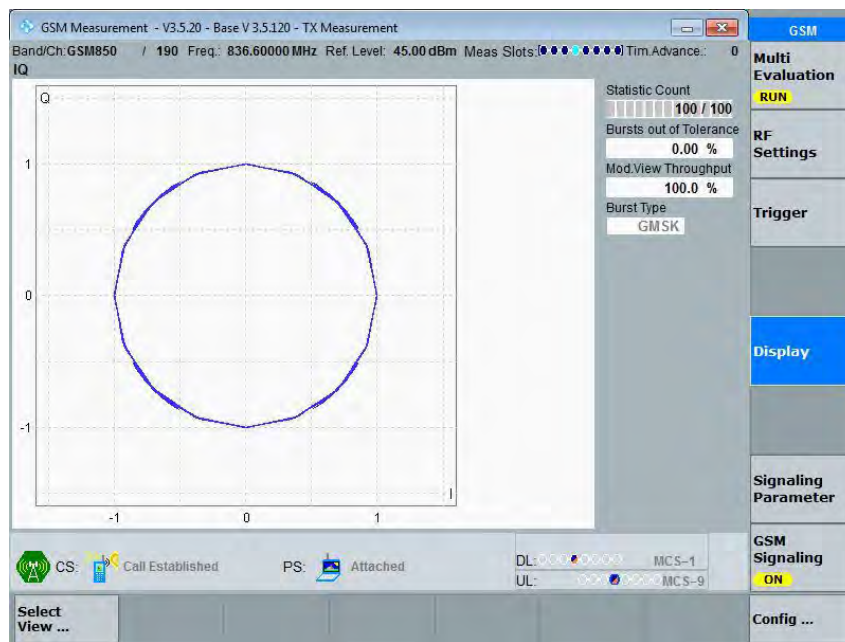 GSM Measurement - V3.5.20 - Base V 3.5.120 - TX Measurement
GSM
Band/Ch: GSM850 / 190 Freq.: 836.60000 MHz Ref. Level: 45.00 dBm Meas Slots: Tim.Advance.: 0
IQ
Multi
Evaluation
RUN
Statistic Count
100 / 100
Bursts out of Tolerance
0.00 %
Mod.View Throughput
100.0 %
Burst Type
GMSK
RF
Settings
Trigger
Display
Signaling
Parameter
GSM
Signaling
ON
Config ...
Q
1
0
-1
I
-1 0 1
CS: Call Established PS: Attached
DL: MCS-1
UL: MCS-9
Select
View ...